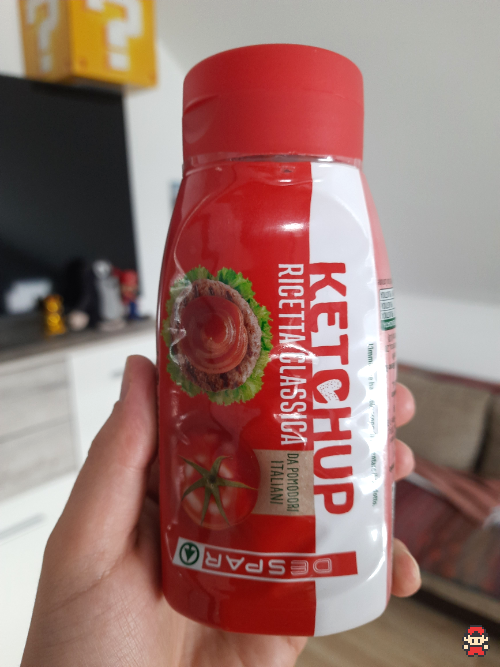 KETCHUP
RICETTA CLASSICA
DA POMODORI
ITALIANI
DESPAR
?
?